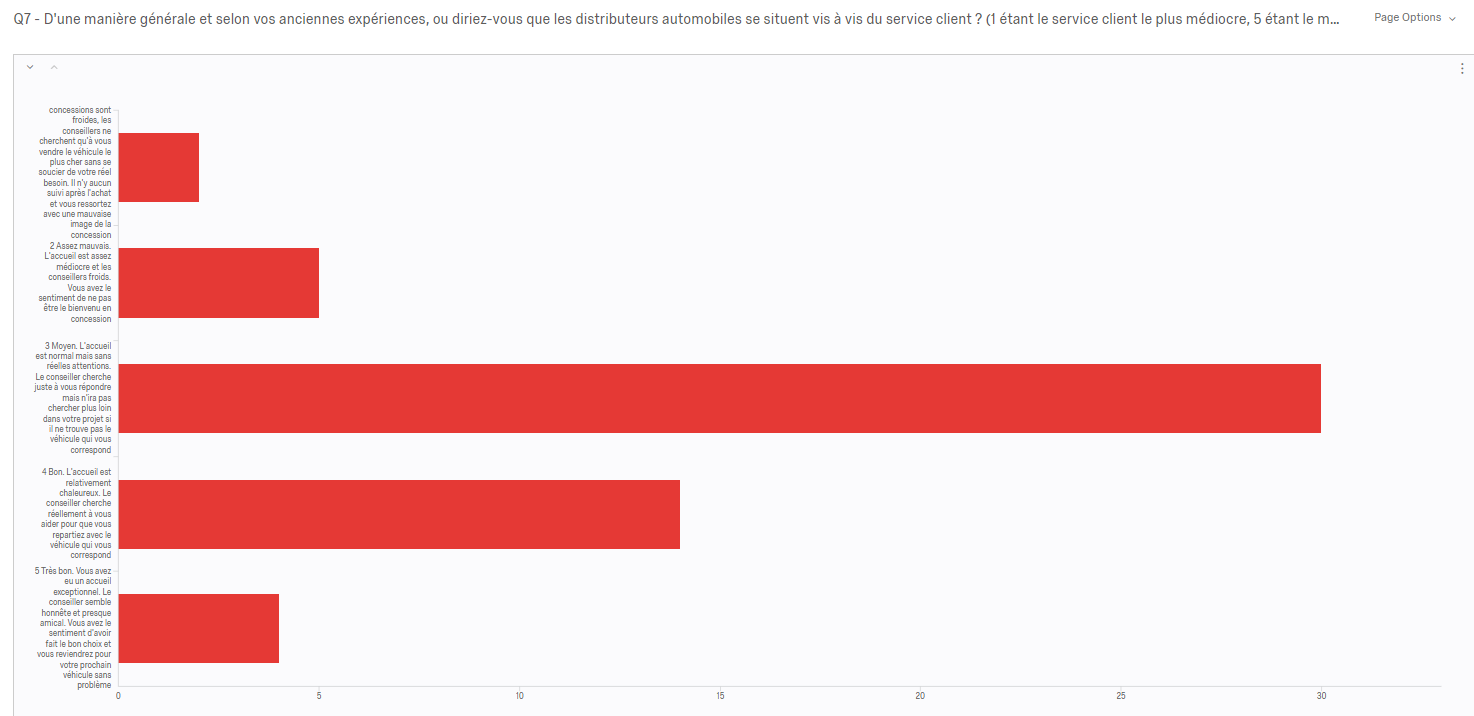 Q7 - D'une manière générale et selon vos anciennes expériences, ou diriez-vous que les distributeurs automobiles se situent vis à vis du service client ? (1 étant le service client le plus médiocre, 5 étant le m...
Page Options
concessions sont
froides, les
conseillers ne
cherchent qu'à vous
vendre le véhicule le
plus cher sans se
soucier de votre réel
besoin. Il n'y aucun
suivi après l'achat
et vous ressortez
avec une mauvaise
image de la
concession
2 Assez mauvais.
L'accueil est assez
médiocre et les
conseillers froids.
Vous avez le
sentiment de ne pas
être le bienvenu en
concession
3 Moyen. L'accueil
est normal mais sans
réelles attentions.
Le conseiller cherche
juste à vous répondre
mais n'ira pas
chercher plus loin
dans votre projet si
il ne trouve pas le
véhicule qui vous
correspond
4 Bon. L'accueil est
relativement
chaleureux. Le
conseiller cherche
réellement à vous
aider pour que vous
repartiez avec le
véhicule qui vous
correspond
5 Très bon. Vous avez
eu un accueil
exceptionnel. Le
conseiller semble
honnête et presque
amical. Vous avez le
sentiment d'avoir
fait le bon choix et
vous reviendrez pour
votre prochain
véhicule sans
problème
0 5 10 15 20 25 30